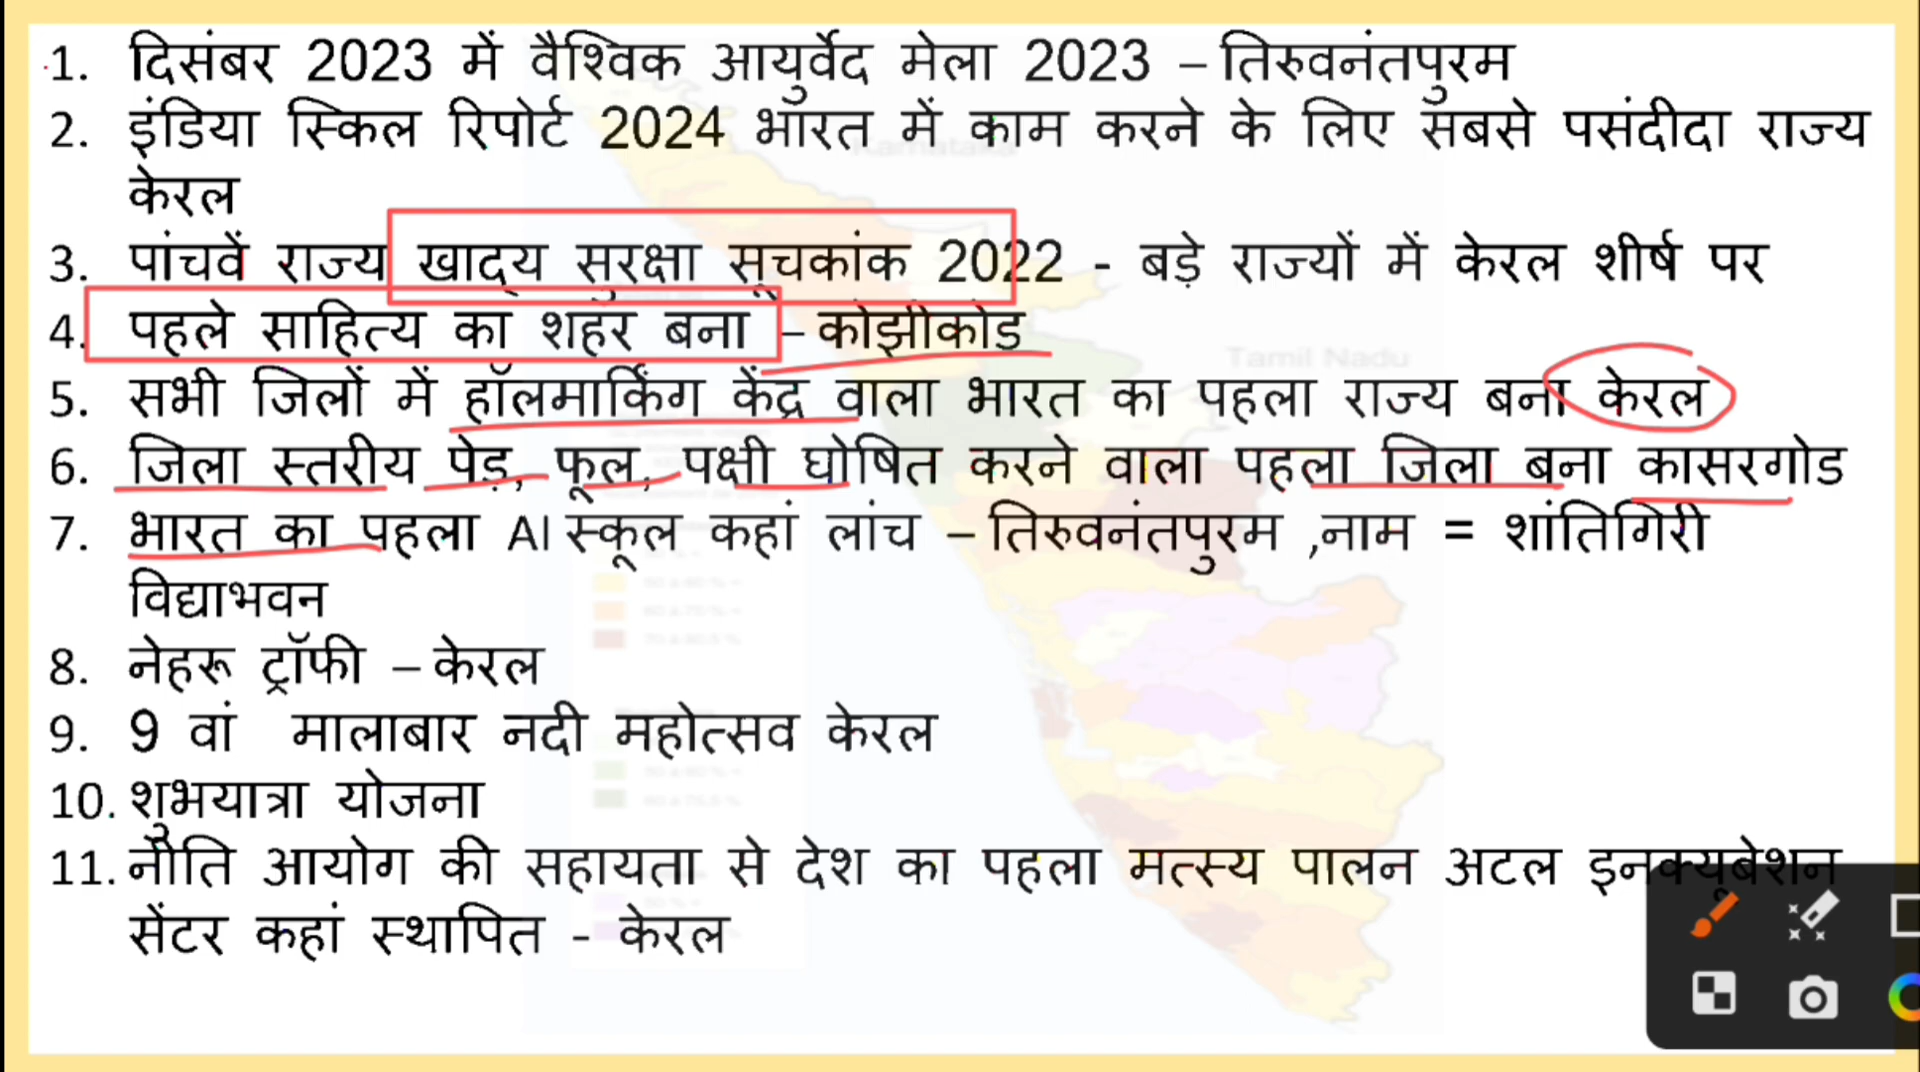 1. दिसंबर 2023 में वैश्विक आयुर्वेद मेला 2023 – तिरुवनंतपुरम
2. इंडिया स्किल रिपोर्ट 2024 भारत में काम करने के लिए सबसे पसंदीदा राज्य
केरल
3. पांचवें राज्य खाद्य सुरक्षा सूचकांक 2022 - बड़े राज्यों में केरल शीर्ष पर
4. पहले साहित्य का शहर बना – कोझीकोड
5. सभी जिलों में हॉलमार्किंग केंद्र वाला भारत का पहला राज्य बना केरल
6. जिला स्तरीय पेड़, फूल, पक्षी घोषित करने वाला पहला जिला बना कासरगोड
7. भारत का पहला AI स्कूल कहां लांच – तिरुवनंतपुरम ,नाम = शांतिगिरी
विद्याभवन
8. नेहरू ट्रॉफी – केरल
9. 9 वां मालाबार नदी महोत्सव केरल
10. शुभयात्रा योजना
11. नीति आयोग की सहायता से देश का पहला मत्स्य पालन अटल इनक्यूबेशन
सेंटर कहां स्थापित - केरल
Karnataka
Tamil Nadu